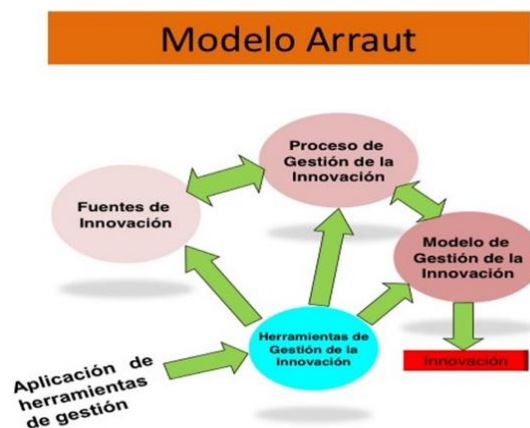 Modelo Arraut
Proceso de
Gestión de la
Innovación
Fuentes de
Innovación
Modelo de
Gestión de la
Innovación
Herramientas de
Gestión de la
Innovación
Innovación
Aplicación de
herramientas
de gestión